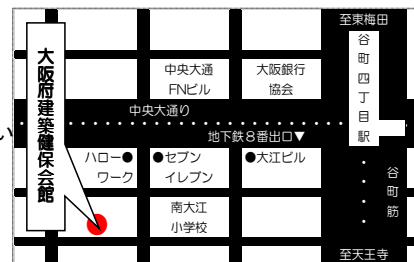 至東梅田
谷町四丁目駅
中央大通
FNビル
大阪銀行
協会
大阪府建築健保会館
中央大通り
い
地下鉄8番出口▼
ハロー●
ワーク
●セブン
イレブン
●大江ビル
谷町筋
南大江
小学校
至天王寺